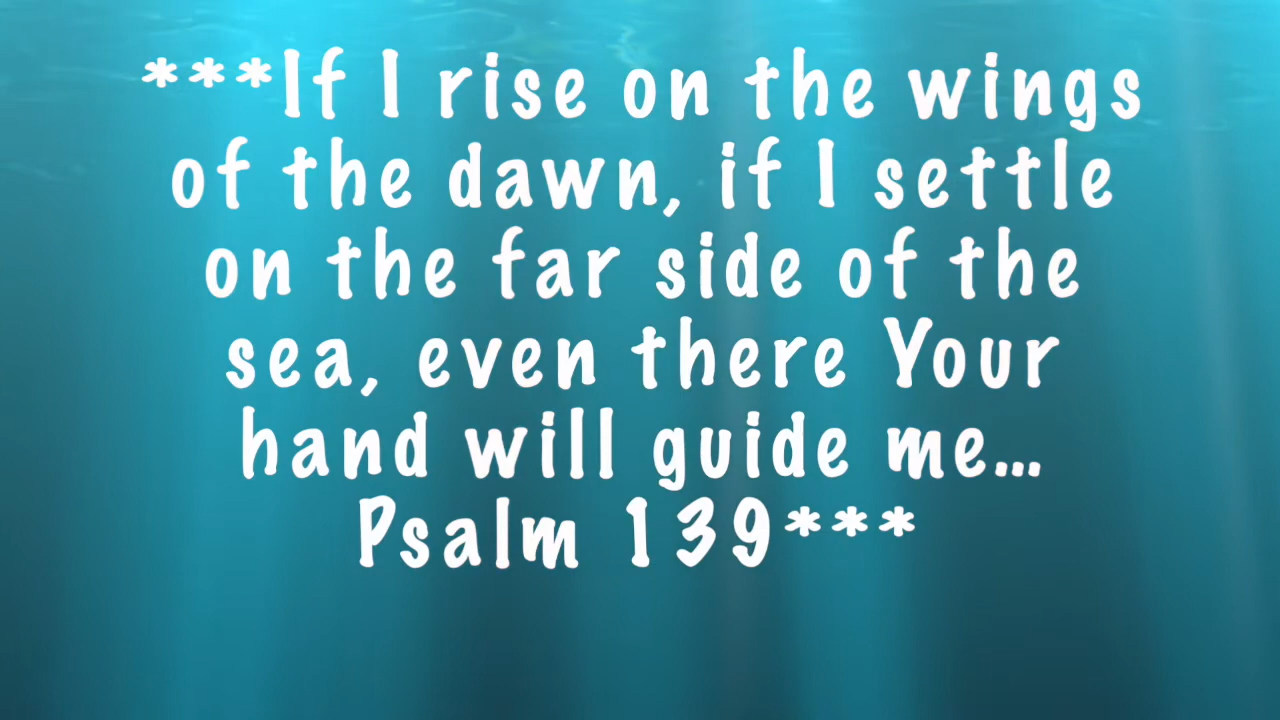 ***If I rise on the wings
of the dawn, if I settle
on the far side of the
sea, even there Your
hand will guide me...
Psalm 139***